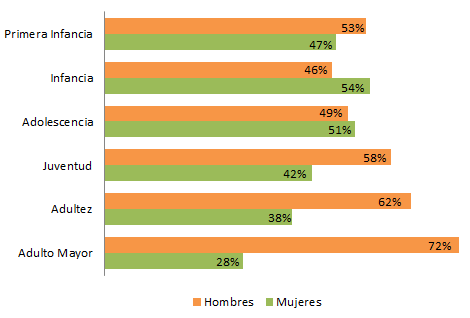 Primera Infancia
53%
47%
Infancia
46%
54%
Adolescencia
49%
51%
Juventud
58%
42%
Adultez
62%
38%
Adulto Mayor
72%
28%
Hombres Mujeres